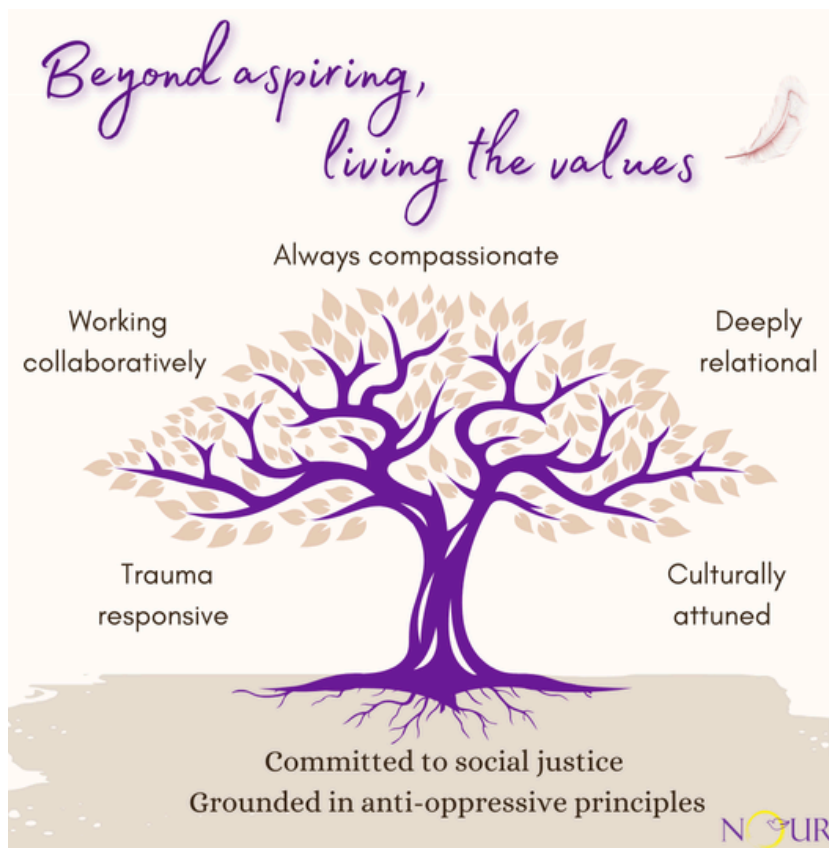 Beyond aspiring,
living the values
Always compassionate
Working
collaboratively
Deeply
relational
Trauma
responsive
Culturally
attuned
Committed to social justice
Grounded in anti-oppressive principles
NOUR